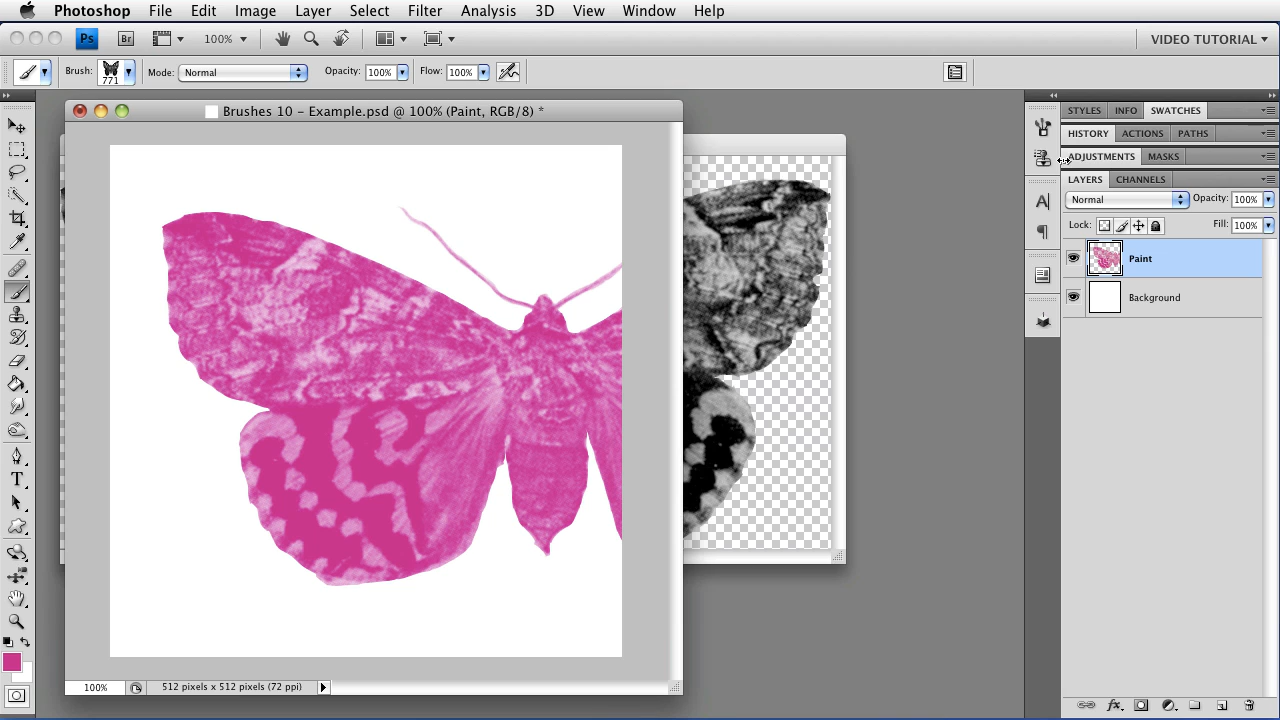 Photoshop File Edit Image Layer Select Filter Analysis 3D View Window Help
Ps Br 100% VIDEO TUTORIAL
Brush: 771 Mode: Normal Opacity: 100% Flow: 100%
Brushes 10 - Example.psd @ 100% (Paint, RGB/8) *
STYLES INFO SWATCHES
HISTORY ACTIONS PATHS
ADJUSTMENTS MASKS
LAYERS CHANNELS
Normal Opacity: 100%
Lock: Fill: 100%
Paint
Background
100% 512 pixels x 512 pixels (72 ppi)